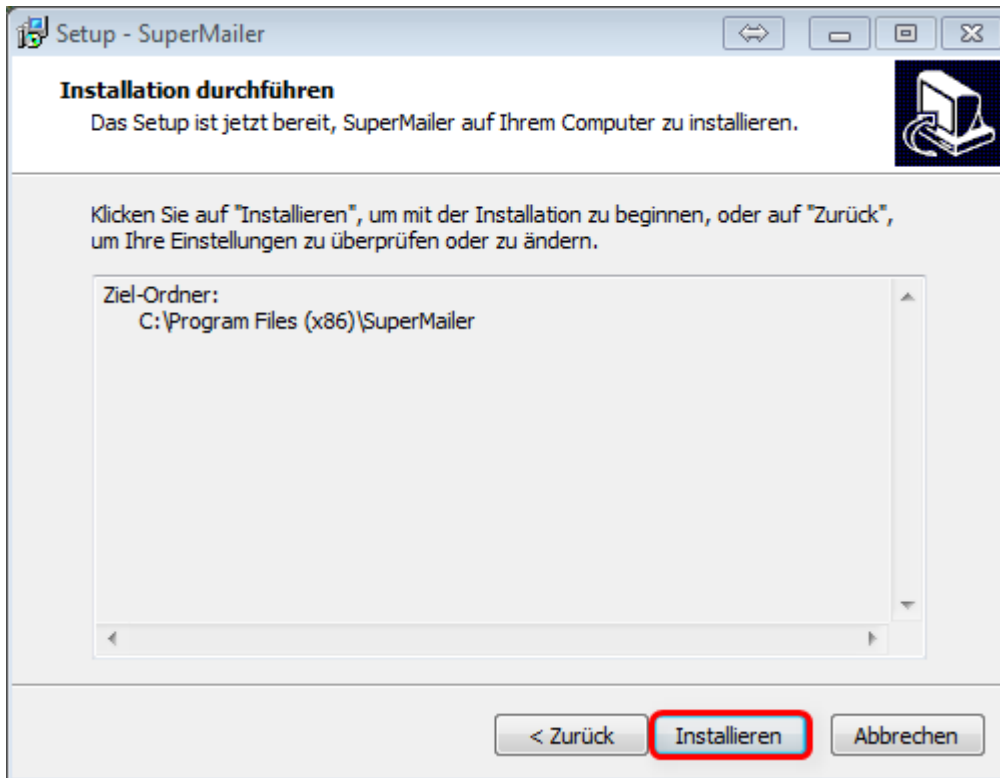 Setup - SuperMailer
Installation durchführen
Das Setup ist jetzt bereit, SuperMailer auf Ihrem Computer zu installieren.
Klicken Sie auf "Installieren", um mit der Installation zu beginnen, oder auf "Zurück",
um Ihre Einstellungen zu überprüfen oder zu ändern.
Ziel-Ordner:
C:\Program Files (x86)\SuperMailer
< Zurück Installieren Abbrechen